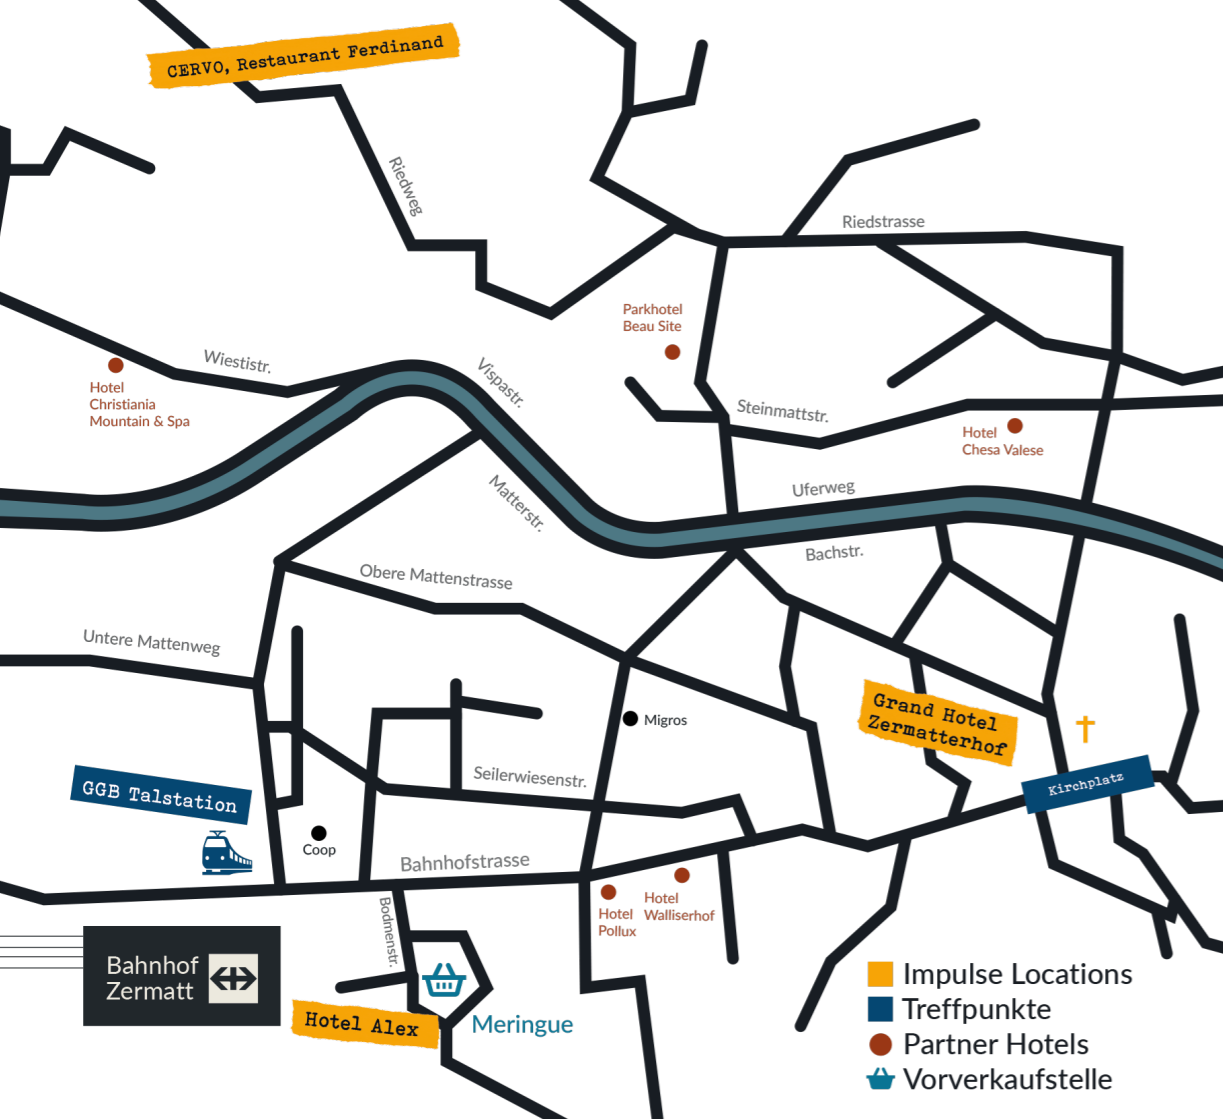 CERVO, Restaurant Ferdinand
Riedweg
Riedstrasse
Parkhotel
Beau Site
Wiestistr.
Vispastr.
Hotel
Christiania
Mountain & Spa
Steinmattstr.
Hotel
Chesa Valese
Uferweg
Matterstr.
Bachstr.
Obere Mattenstrasse
Untere Mattenweg
Grand Hotel
Zermatterhof
Migros
Kirchplatz
Seilerwiesenstr.
GGB Talstation
Coop
Bahnhofstrasse
Bodmenstr.
Hotel
Pollux
Hotel
Walliserhof
Bahnhof
Zermatt
Hotel Alex
Meringue
Impulse Locations
Treffpunkte
Partner Hotels
Vorverkaufstelle